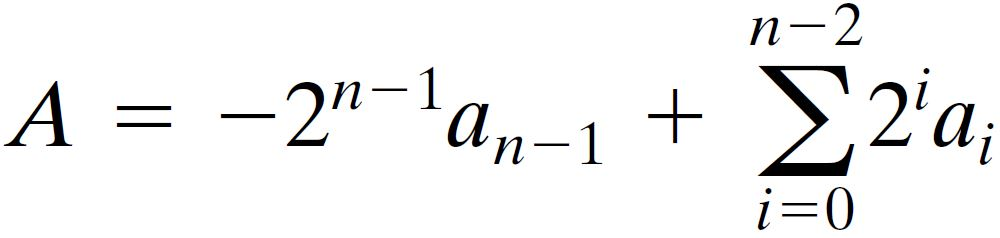 A = −2^{n−1}a_{n−1} + \sum_{i=0}^{n−2} 2^i a_i